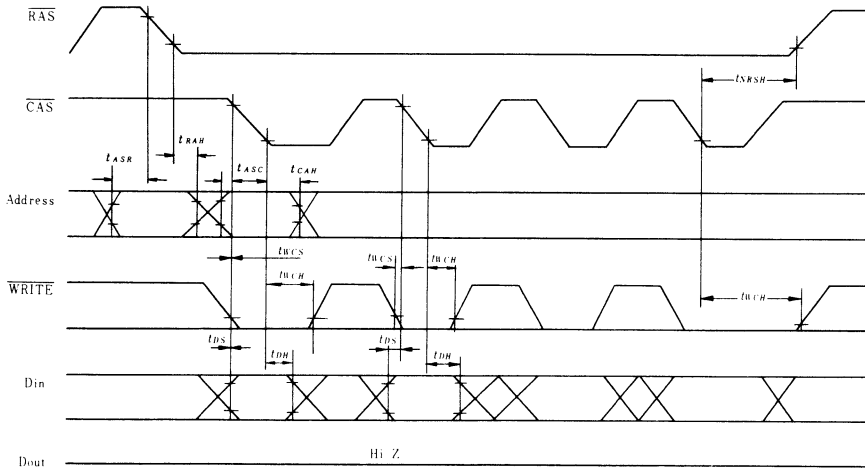 RAS
tNRSH
CAS
tRAH
tASR
tASC
tCAH
Address
tWCS
tWCS
tWCH
tWCH
WRITE
tWCH
tDS
tDH
tDS
tDH
Din
Hi Z
Dout